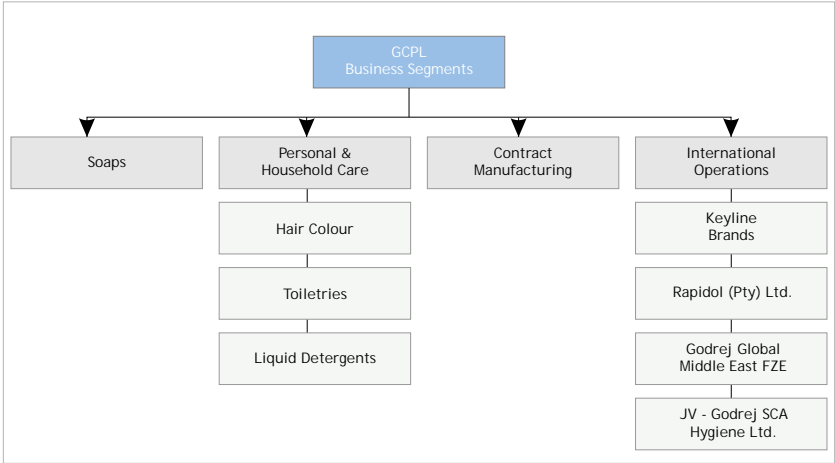 GCPL
Business Segments
Soaps
Personal &
Household Care
Contract
Manufacturing
International
Operations
Hair Colour
Toiletries
Liquid Detergents
Keyline
Brands
Rapidol (Pty) Ltd.
Godrej Global
Middle East FZE
JV - Godrej SCA
Hygiene Ltd.